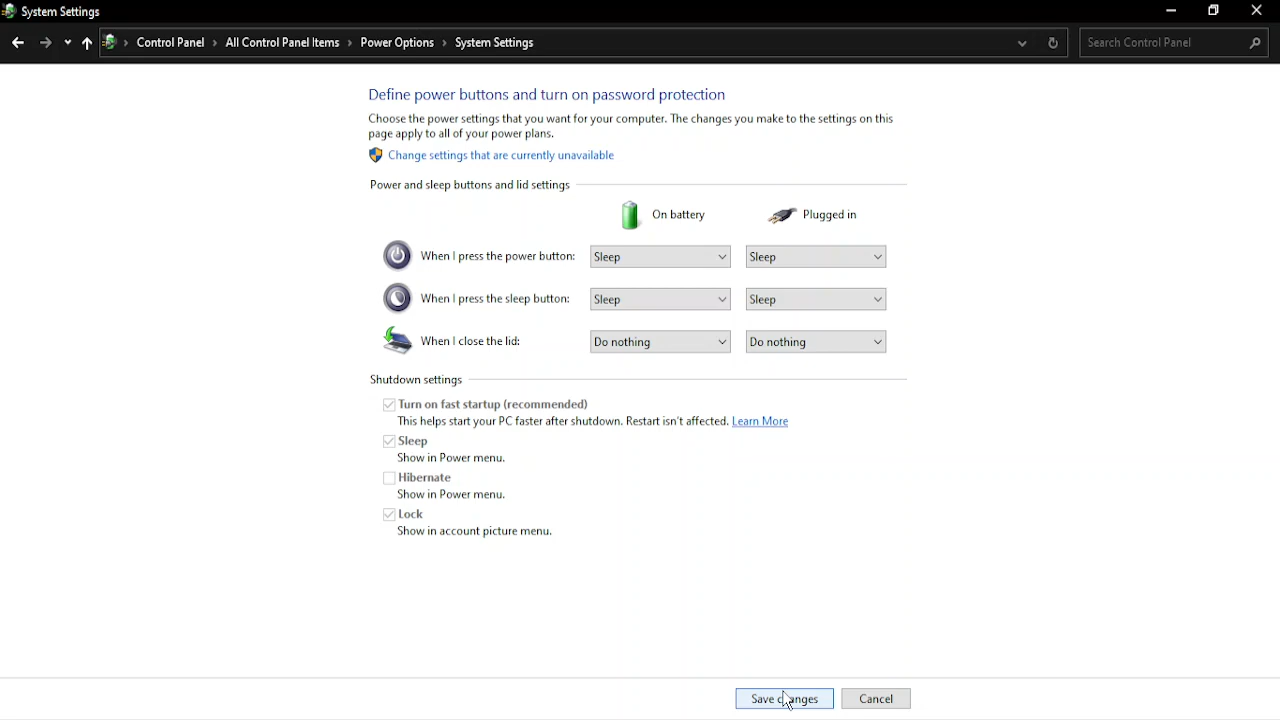 System Settings
Control Panel > All Control Panel Items > Power Options > System Settings
Search Control Panel
Define power buttons and turn on password protection
Choose the power settings that you want for your computer. The changes you make to the settings on this
page apply to all of your power plans.
Change settings that are currently unavailable
Power and sleep buttons and lid settings
On battery Plugged in
When I press the power button: Sleep Sleep
When I press the sleep button: Sleep Sleep
When I close the lid: Do nothing Do nothing
Shutdown settings
Turn on fast startup (recommended)
This helps start your PC faster after shutdown. Restart isn't affected. Learn More
Sleep
Show in Power menu.
Hibernate
Show in Power menu.
Lock
Show in account picture menu.
Save changes Cancel